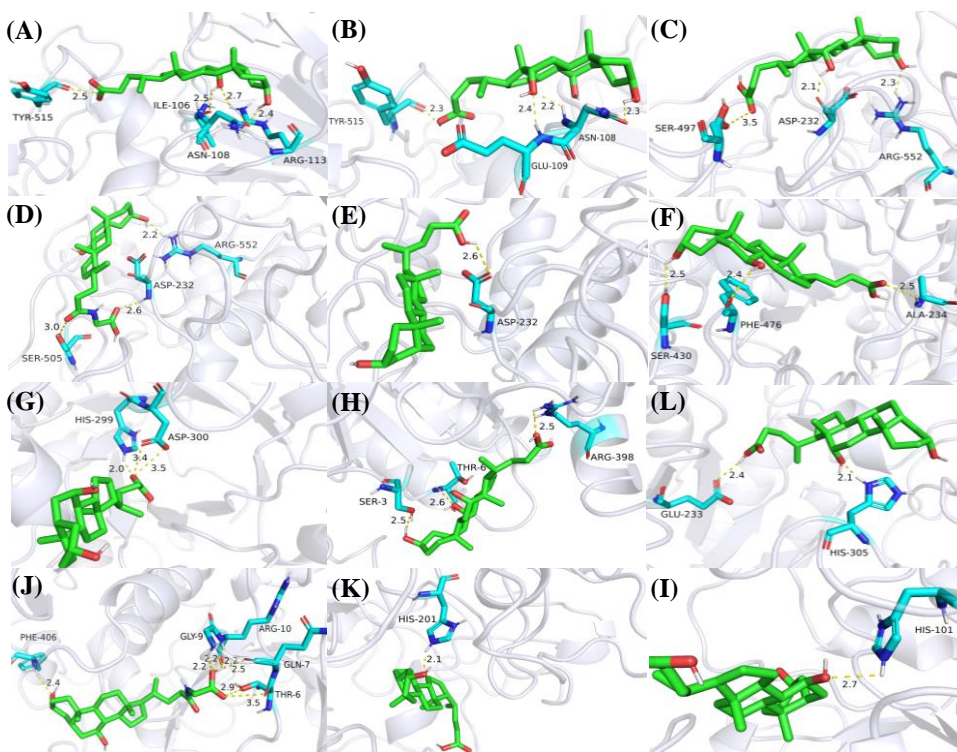 (A)
TYR-515
2.5
ILE-106
2.5
2.7
2.4
ASN-108
ARG-113
(B)
TYR-515
2.3
2.4
2.2
ASN-108
2.3
GLU-109
(C)
2.1
2.3
SER-497
3.5
ASP-232
ARG-552
(D)
2.2
ARG-552
ASP-232
2.6
3.0
SER-505
(E)
2.6
ASP-232
(F)
2.5
2.4
2.5
PHE-476
ALA-234
SER-430
(G)
HIS-299
ASP-300
3.4
2.0
3.5
(H)
2.5
ARG-398
THR-6
SER-3
2.6
2.5
(L)
2.4
2.1
GLU-233
HIS-305
(J)
PHE-406
2.4
GLY-9
ARG-10
2.2
2.2
2.2
2.5
GLN-7
2.9
3.5
THR-6
(K)
HIS-201
2.1
(I)
HIS-101
2.7